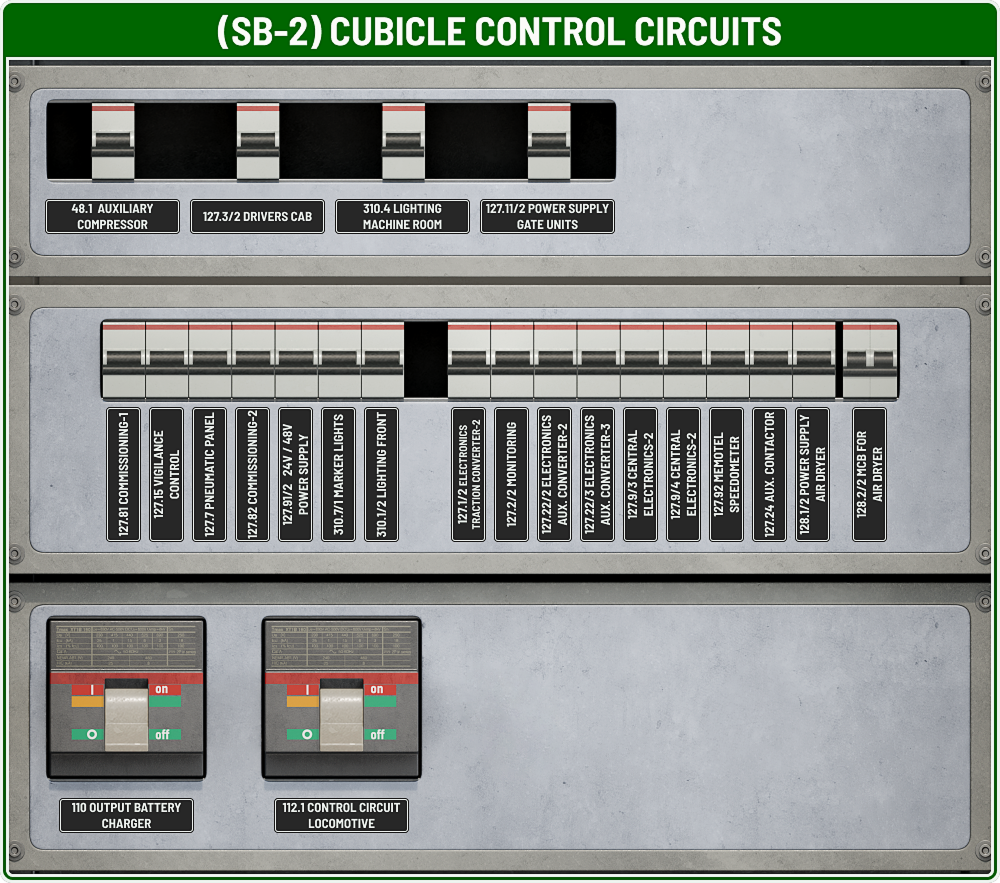 (SB-2) CUBICLE CONTROL CIRCUITS
48.1 AUXILIARY
COMPRESSOR
127.3/2 DRIVERS CAB
310.4 LIGHTING
MACHINE ROOM
127.11/2 POWER SUPPLY
GATE UNITS
127.81 COMMISSIONING-1
127.15 VIGILANCE
CONTROL
127.7 PNEUMATIC PANEL
127.82 COMMISSIONING-2
127.91/2 24V / 48V
POWER SUPPLY
310.7/1 MARKER LIGHTS
310.1/2 LIGHTING FRONT
127.1/2 ELECTRONICS
TRACTION CONVERTER-2
127.2/2 MONITORING
127.22/2 ELECTRONICS
AUX. CONVERTER-2
127.22/3 ELECTRONICS
AUX. CONVERTER-3
127.9/3 CENTRAL
ELECTRONICS-2
127.9/4 CENTRAL
ELECTRONICS-2
127.92 MEMOTEL
SPEEDOMETER
127.24 AUX. CONTACTOR
128.1/2 POWER SUPPLY
AIR DRYER
128.2/2 MCB FOR
AIR DRYER
I on
O off
110 OUTPUT BATTERY
CHARGER
I on
O off
112.1 CONTROL CIRCUIT
LOCOMOTIVE